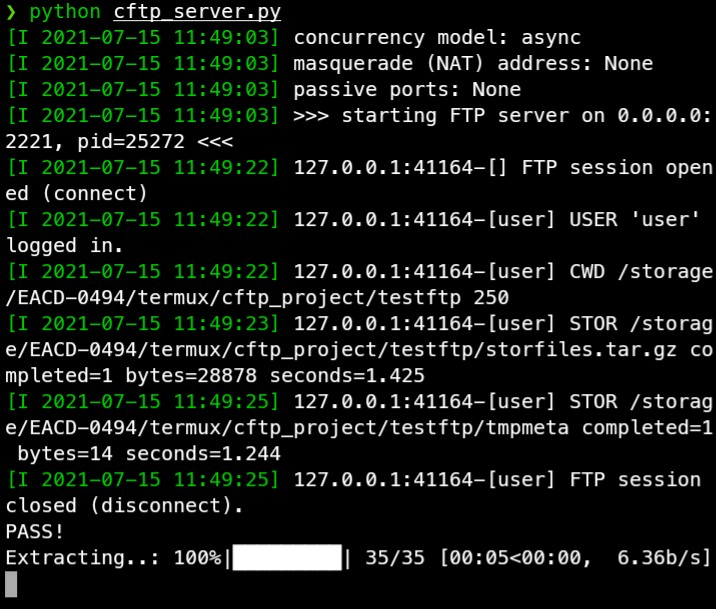 ❯ python cftp_server.py
[I 2021-07-15 11:49:03] concurrency model: async
[I 2021-07-15 11:49:03] masquerade (NAT) address: None
[I 2021-07-15 11:49:03] passive ports: None
[I 2021-07-15 11:49:03] >>> starting FTP server on 0.0.0.0:
2221, pid=25272 <<<
[I 2021-07-15 11:49:22] 127.0.0.1:41164-[] FTP session open
ed (connect)
[I 2021-07-15 11:49:22] 127.0.0.1:41164-[user] USER 'user'
logged in.
[I 2021-07-15 11:49:22] 127.0.0.1:41164-[user] CWD /storage
/EACD-0494/termux/cftp_project/testftp 250
[I 2021-07-15 11:49:23] 127.0.0.1:41164-[user] STOR /storag
e/EACD-0494/termux/cftp_project/testftp/storfiles.tar.gz co
mpleted=1 bytes=28878 seconds=1.425
[I 2021-07-15 11:49:25] 127.0.0.1:41164-[user] STOR /storag
e/EACD-0494/termux/cftp_project/testftp/tmpmeta completed=1
 bytes=14 seconds=1.244
[I 2021-07-15 11:49:25] 127.0.0.1:41164-[user] FTP session
closed (disconnect).
PASS!
Extracting..: 100%|█████████| 35/35 [00:05<00:00,  6.36b/s]